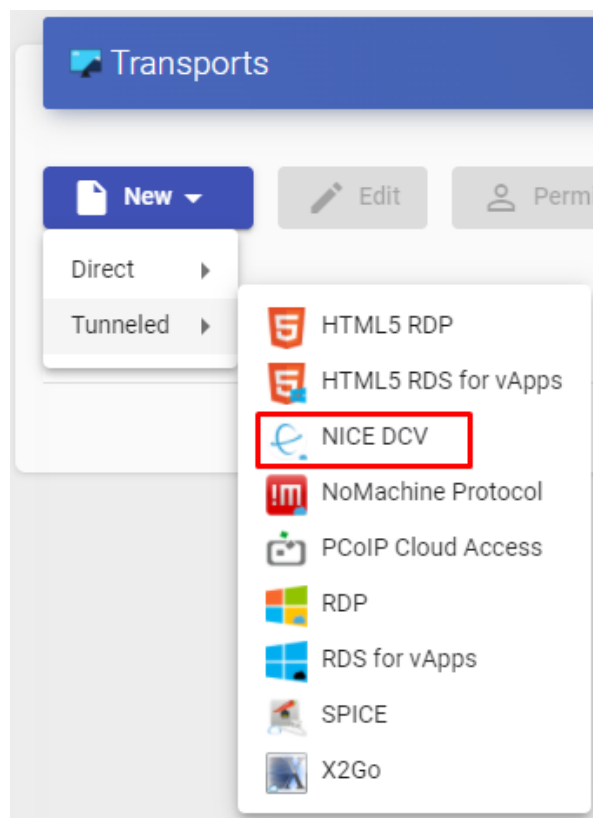 Transports
New
Edit
Perm
Direct
Tunneled
HTML5 RDP
HTML5 RDS for vApps
NICE DCV
NoMachine Protocol
PCoIP Cloud Access
RDP
RDS for vApps
SPICE
X2Go